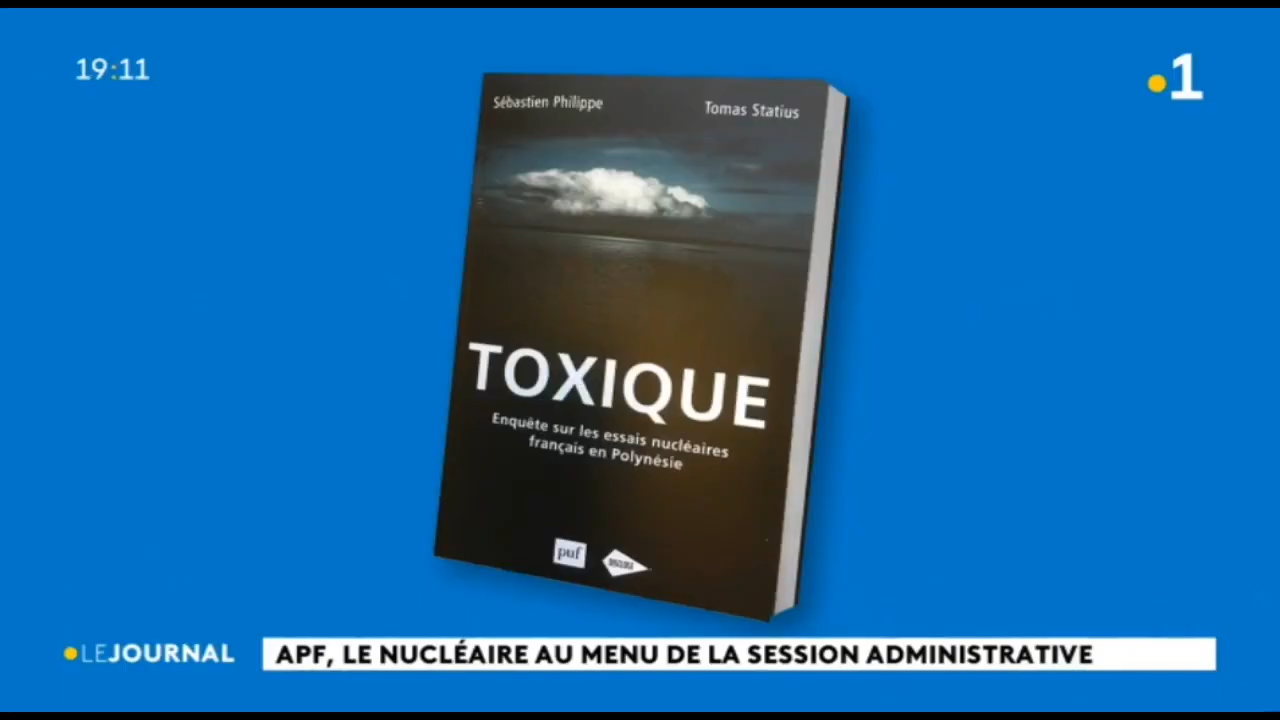 19:11
1
Sébastien Philippe
Tomas Statius
TOXIQUE
Enquête sur les essais nucléaires
français en Polynésie
puf
DISCLOSE
LEJOURNAL
APF, LE NUCLÉAIRE AU MENU DE LA SESSION ADMINISTRATIVE